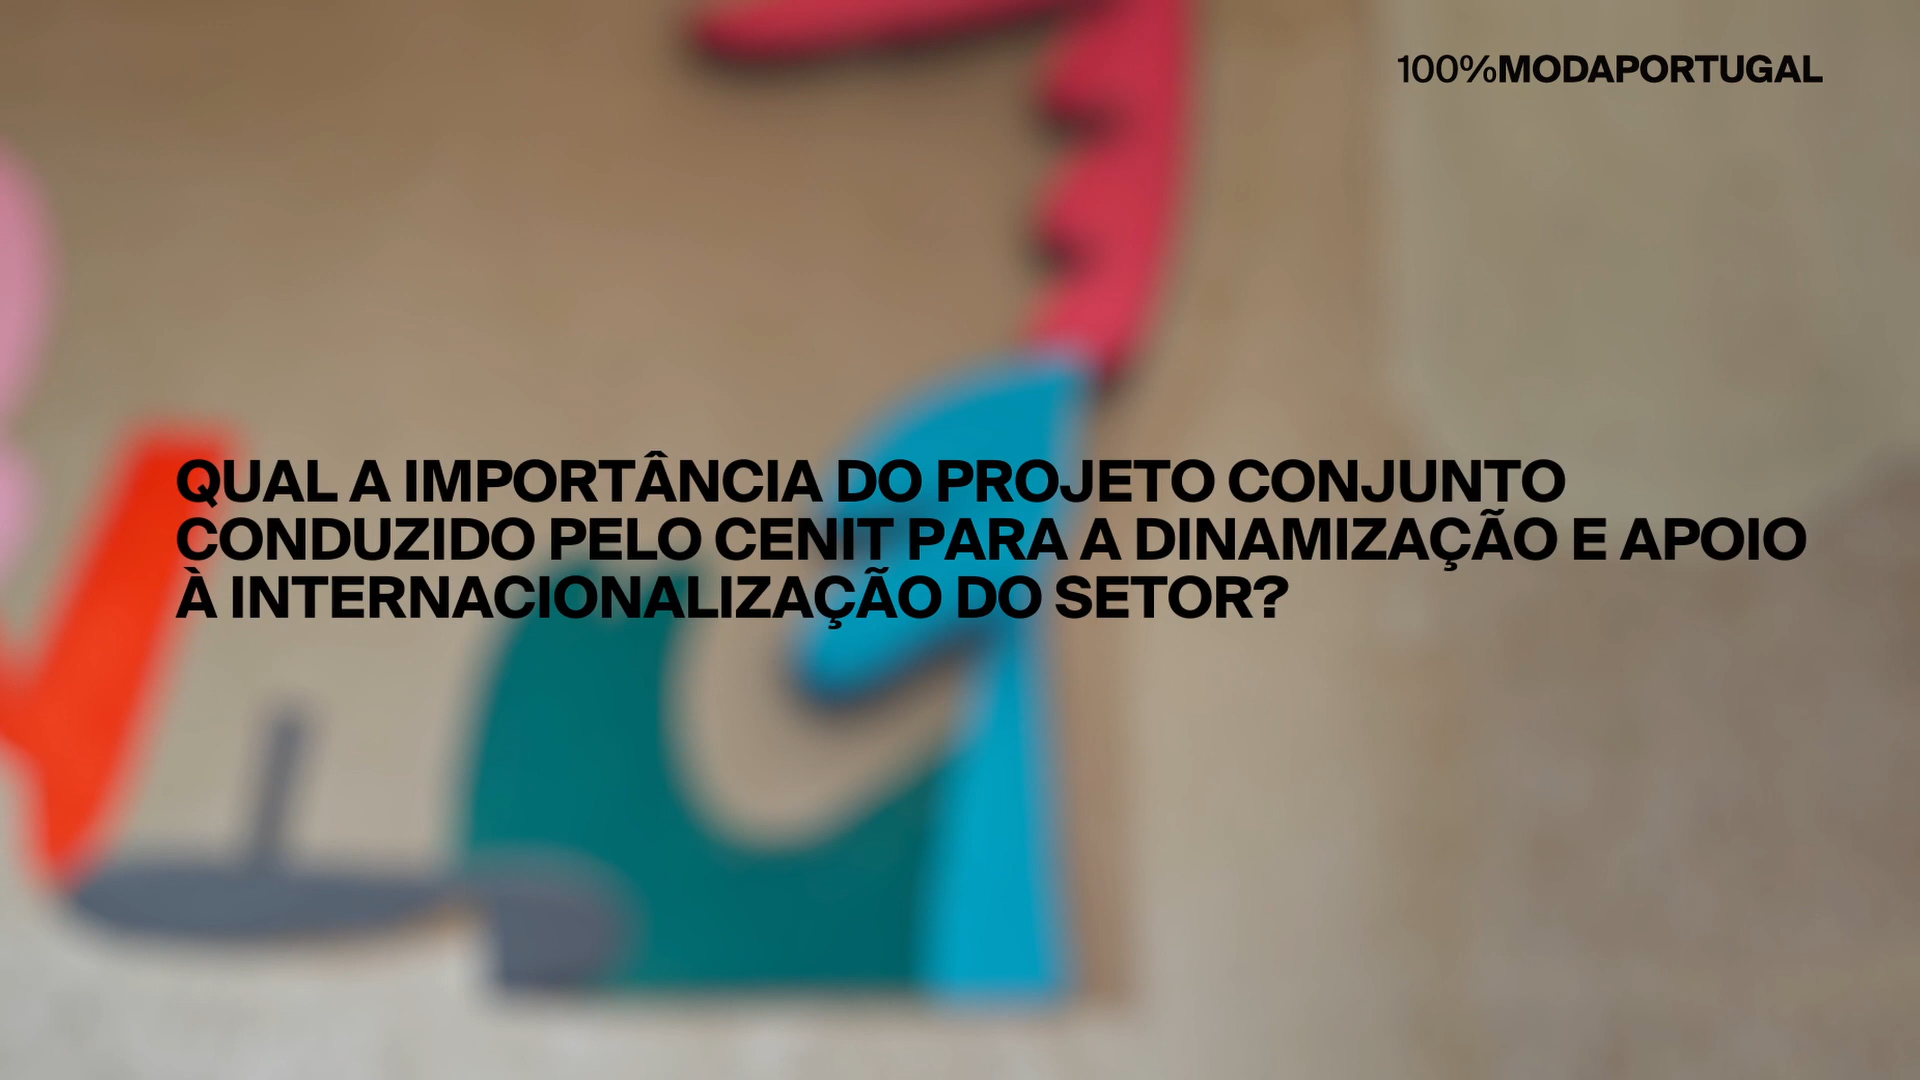 100%MODAPORTUGAL
QUAL A IMPORTÂNCIA DO PROJETO CONJUNTO
CONDUZIDO PELO CENIT PARA A DINAMIZAÇÃO E APOIO
À INTERNACIONALIZAÇÃO DO SETOR?